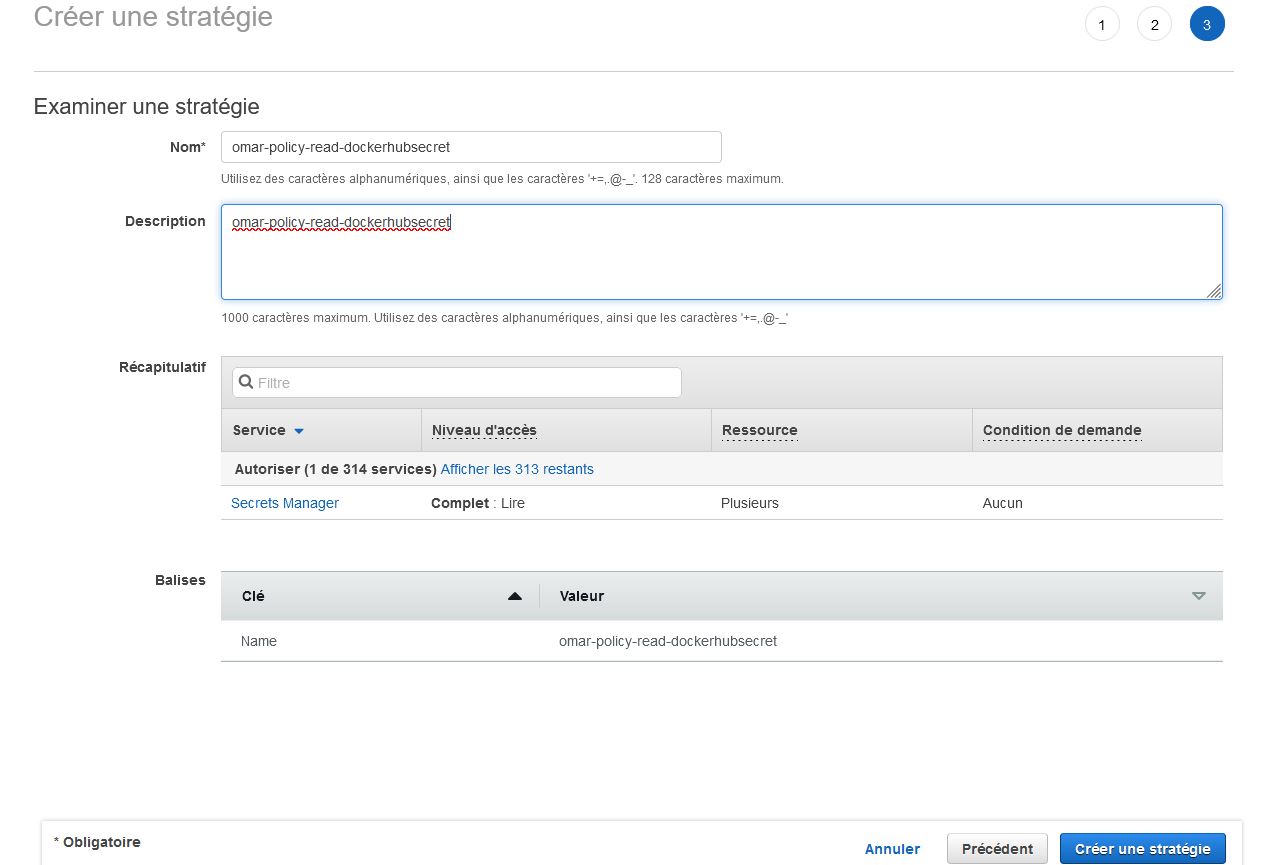 Créer une stratégie
1 2 3
Examiner une stratégie
Nom* omar-policy-read-dockerhubsecret
Utilisez des caractères alphanumériques, ainsi que les caractères '+=,.@-_'. 128 caractères maximum.
Description omar-policy-read-dockerhubsecret
1000 caractères maximum. Utilisez des caractères alphanumériques, ainsi que les caractères '+=,.@-_'
Récapitulatif Filtre
Service Niveau d'accès Ressource Condition de demande
Autoriser (1 de 314 services) Afficher les 313 restants
Secrets Manager Complet : Lire Plusieurs Aucun
Balises Clé Valeur
Name omar-policy-read-dockerhubsecret
* Obligatoire Annuler Précédent Créer une stratégie